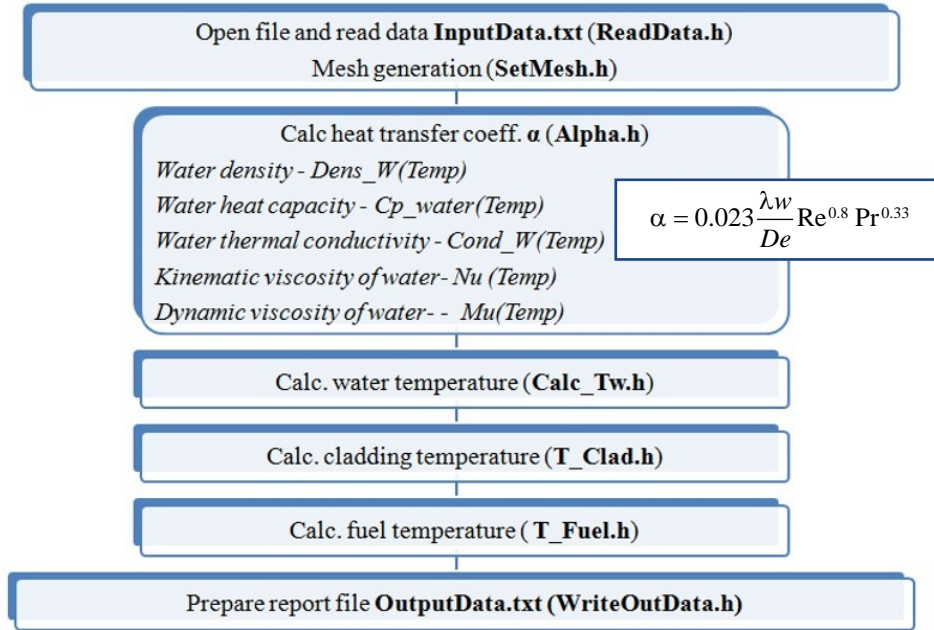 Open file and read data InputData.txt (ReadData.h)
Mesh generation (SetMesh.h)
Calc heat transfer coeff. α (Alpha.h)
Water density - Dens_W(Temp)
Water heat capacity - Cp_water(Temp)
Water thermal conductivity - Cond_W(Temp)
Kinematic viscosity of water- Nu (Temp)
Dynamic viscosity of water- - Mu(Temp)
α = 0.023 λw/De Re^0.8 Pr^0.33
Calc. water temperature (Calc_Tw.h)
Calc. cladding temperature (T_Clad.h)
Calc. fuel temperature ( T_Fuel.h)
Prepare report file OutputData.txt (WriteOutData.h)